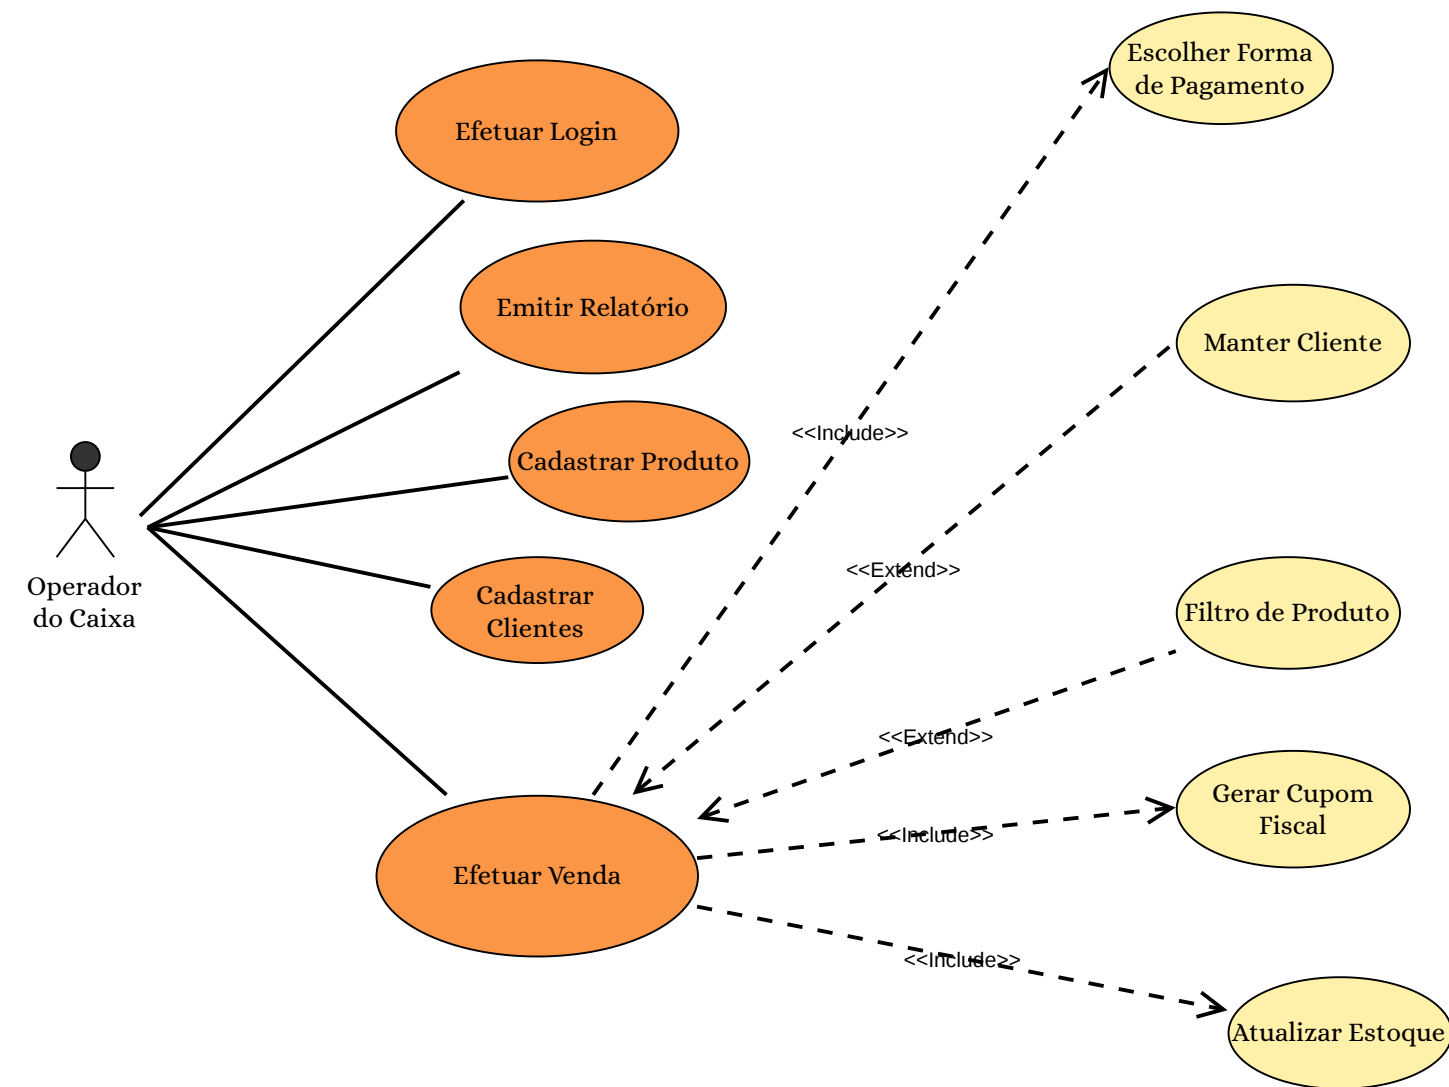 Escolher Forma
de Pagamento
Efetuar Login
Emitir Relatório
Manter Cliente
<<Include>>
Cadastrar Produto
<<Extend>>
Operador
do Caixa
Cadastrar
Clientes
Filtro de Produto
<<Extend>>
Gerar Cupom
Fiscal
<<Include>>
Efetuar Venda
<<Include>>
Atualizar Estoque